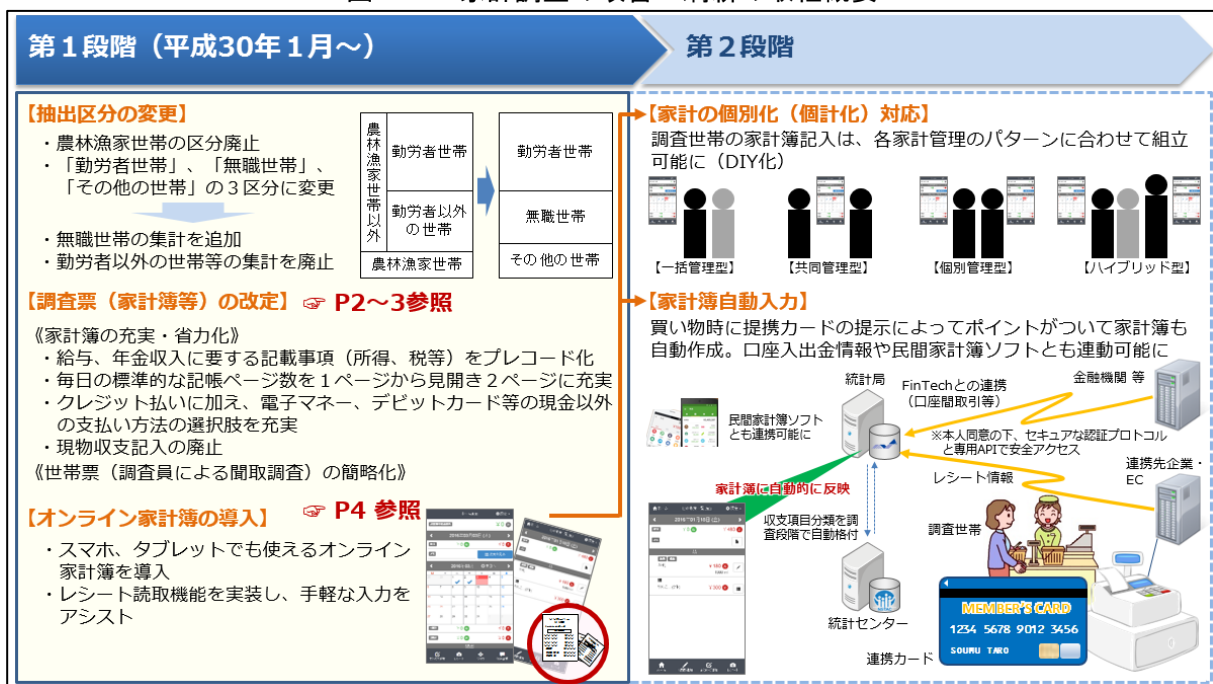 第１段階（平成30年１月～）
第２段階
【抽出区分の変更】
・農林漁家世帯の区分廃止
・「勤労者世帯」、「無職世帯」、
「その他の世帯」の３区分に変更
・無職世帯の集計を追加
・勤労者以外の世帯等の集計を廃止
農林漁家世帯以外
勤労者世帯
勤労者以外
の世帯
農林漁家世帯
勤労者世帯
無職世帯
その他の世帯
【調査票（家計簿等）の改定】 ☞ P2～3参照
《家計簿の充実・省力化》
・給与、年金収入に要する記載事項（所得、税等）をプレコード化
・毎日の標準的な記帳ページ数を１ページから見開き２ページに充実
・クレジット払いに加え、電子マネー、デビットカード等の現金以外
の支払い方法の選択肢を充実
・現物収支記入の廃止
《世帯票（調査員による聞取調査）の簡略化》
☞ P4 参照
【オンライン家計簿の導入】
・スマホ、タブレットでも使えるオンライン
家計簿を導入
・レシート読取機能を実装し、手軽な入力を
アシスト
【家計の個別化（個計化）対応】
調査世帯の家計簿記入は、各家計管理のパターンに合わせて組立
可能に（DIY化）
【一括管理型】
【共同管理型】
【個別管理型】
【ハイブリッド型】
【家計簿自動入力】
買い物時に提携カードの提示によってポイントがついて家計簿も
自動作成。口座入出金情報や民間家計簿ソフトとも連動可能に
統計局
FinTechとの連携
（口座間取引等）
金融機関 等
民間家計簿ソフト
とも連携可能に
※本人同意の下、セキュアな認証プロトコル
と専用APIで安全アクセス
連携先企業・
EC
レシート情報
家計簿に自動的に反映
収支項目分類を調
査段階で自動格付
調査世帯
統計センター
連携カード
MEMBER'S CARD
1234 5678 9012 3456
SOUMU TARO